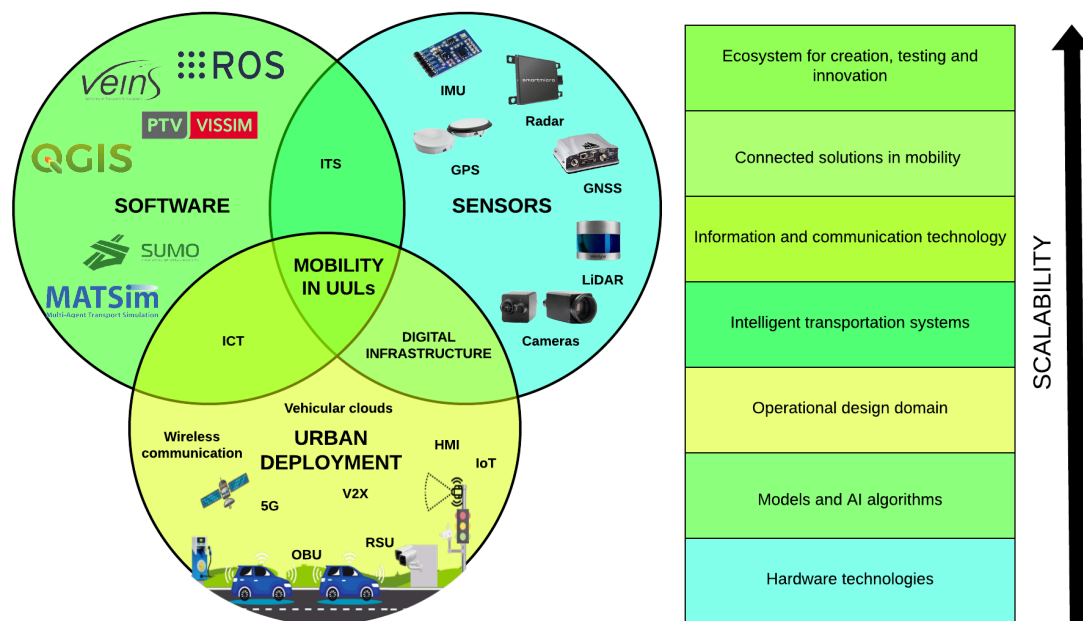 veins
ROS
PTV VISSIM
QGIS
SOFTWARE
SUMO
MATSim
Multi-Agent Transport Simulation
ITS
IMU
smartmicro
Radar
GPS
GNSS
SENSORS
LiDAR
Cameras
MOBILITY
IN UULs
ICT
DIGITAL
INFRASTRUCTURE
Vehicular clouds
Wireless
communication
URBAN
DEPLOYMENT
HMI
IoT
5G
V2X
OBU
RSU
Ecosystem for creation, testing and
innovation
Connected solutions in mobility
Information and communication technology
Intelligent transportation systems
Operational design domain
Models and AI algorithms
Hardware technologies
SCALABILITY